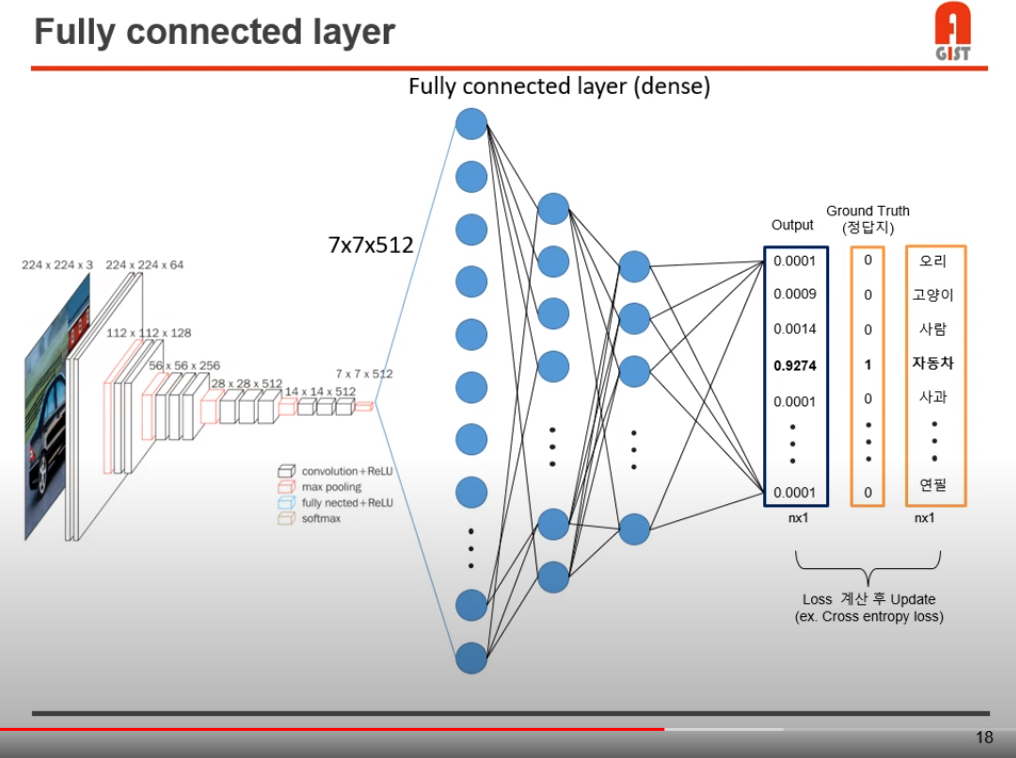 Fully connected layer
GIST
Fully connected layer (dense)
7x7x512
224 x 224 x 3
224 x 224 x 64
112 x 112 x 128
56 x 56 x 256
28 x 28 x 512
14 x 14 x 512
7 x 7 x 512
convolution+ReLU
max pooling
fully nected+ReLU
softmax
Output
Ground Truth
(정답지)
0.0001 0 오리
0.0009 0 고양이
0.0014 0 사람
0.9274 1 자동차
0.0001 0 사과
0.0001 0 연필
nx1 nx1
Loss 계산 후 Update
(ex. Cross entropy loss)
18